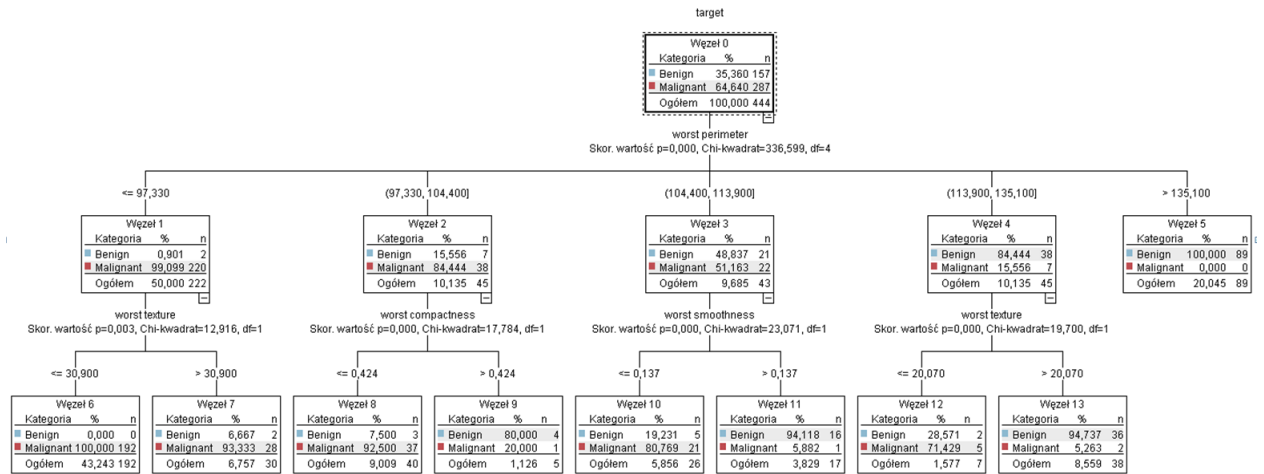 target
Węzeł 0
Kategoria % n
Benign 35,360 157
Malignant 64,640 287
Ogółem 100,000 444
worst perimeter
Skor. wartość p=0,000, Chi-kwadrat=336,599, df=4
<= 97,330
(97,330, 104,400]
(104,400, 113,900]
(113,900, 135,100]
> 135,100
Węzeł 1
Kategoria % n
Benign 0,901 2
Malignant 99,099 220
Ogółem 50,000 222
Węzeł 2
Kategoria % n
Benign 15,556 7
Malignant 84,444 38
Ogółem 10,135 45
Węzeł 3
Kategoria % n
Benign 48,837 21
Malignant 51,163 22
Ogółem 9,685 43
Węzeł 4
Kategoria % n
Benign 84,444 38
Malignant 15,556 7
Ogółem 10,135 45
Węzeł 5
Kategoria % n
Benign 100,000 89
Malignant 0,000 0
Ogółem 20,045 89
worst texture
Skor. wartość p=0,003, Chi-kwadrat=12,916, df=1
worst compactness
Skor. wartość p=0,000, Chi-kwadrat=17,784, df=1
worst smoothness
Skor. wartość p=0,000, Chi-kwadrat=23,071, df=1
worst texture
Skor. wartość p=0,000, Chi-kwadrat=19,700, df=1
<= 30,900
> 30,900
<= 0,424
> 0,424
<= 0,137
> 0,137
<= 20,070
> 20,070
Węzeł 6
Kategoria % n
Benign 0,000 0
Malignant 100,000 192
Ogółem 43,243 192
Węzeł 7
Kategoria % n
Benign 6,667 2
Malignant 93,333 28
Ogółem 6,757 30
Węzeł 8
Kategoria % n
Benign 7,500 3
Malignant 92,500 37
Ogółem 9,009 40
Węzeł 9
Kategoria % n
Benign 80,000 4
Malignant 20,000 1
Ogółem 1,126 5
Węzeł 10
Kategoria % n
Benign 19,231 5
Malignant 80,769 21
Ogółem 5,856 26
Węzeł 11
Kategoria % n
Benign 94,118 16
Malignant 5,882 1
Ogółem 3,829 17
Węzeł 12
Kategoria % n
Benign 28,571 2
Malignant 71,429 5
Ogółem 1,577 7
Węzeł 13
Kategoria % n
Benign 94,737 36
Malignant 5,263 2
Ogółem 8,559 38